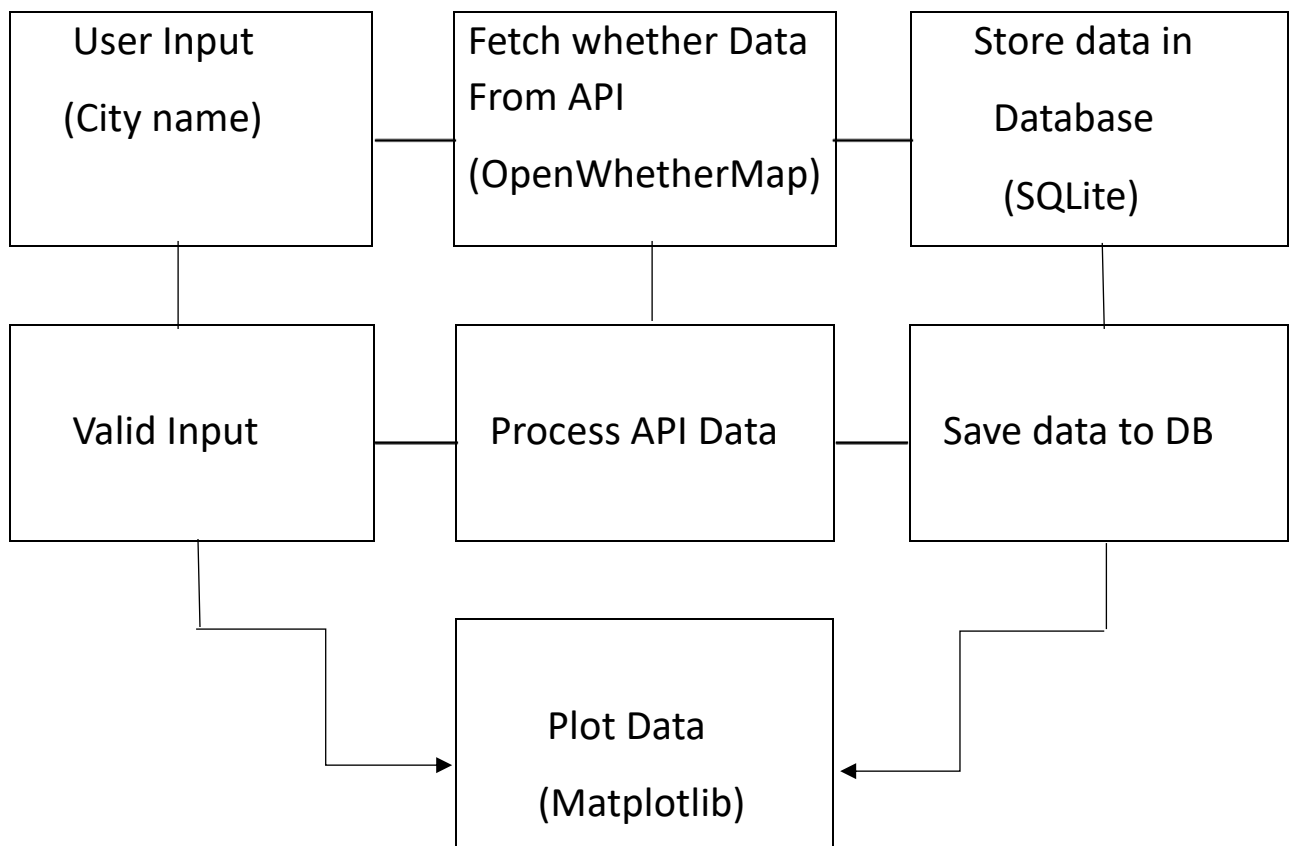 User Input
(City name)
Fetch whether Data
From API
(OpenWhetherMap)
Store data in
Database
(SQLite)
Valid Input
Process API Data
Save data to DB
Plot Data
(Matplotlib)